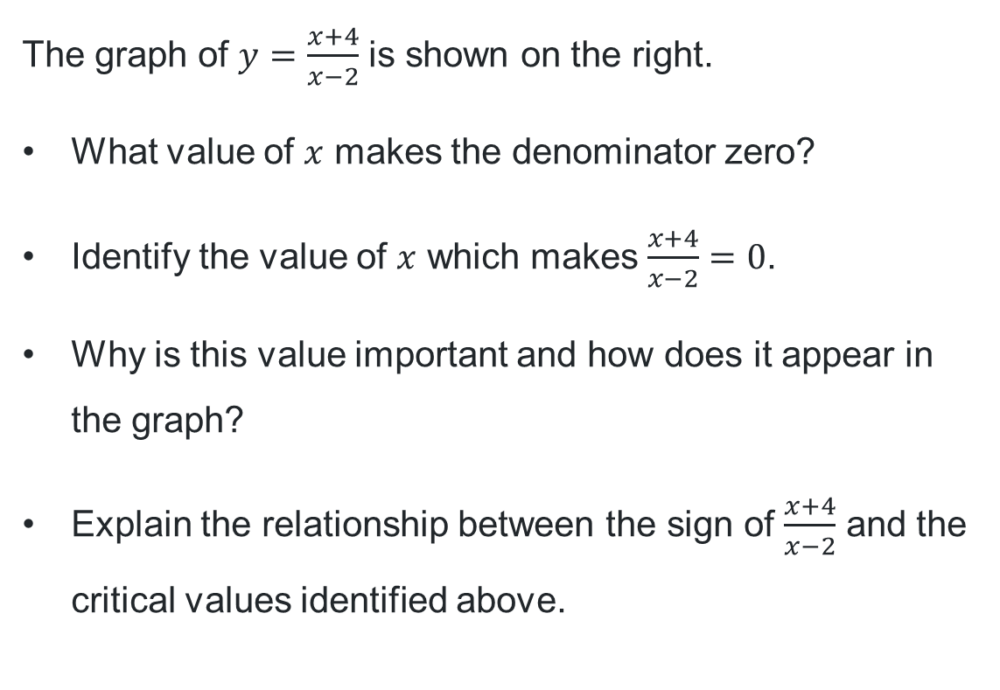 The graph of y = \frac{x+4}{x-2} is shown on the right.
• What value of x makes the denominator zero?
• Identify the value of x which makes \frac{x+4}{x-2} = 0.
• Why is this value important and how does it appear in
the graph?
• Explain the relationship between the sign of \frac{x+4}{x-2} and the
critical values identified above.